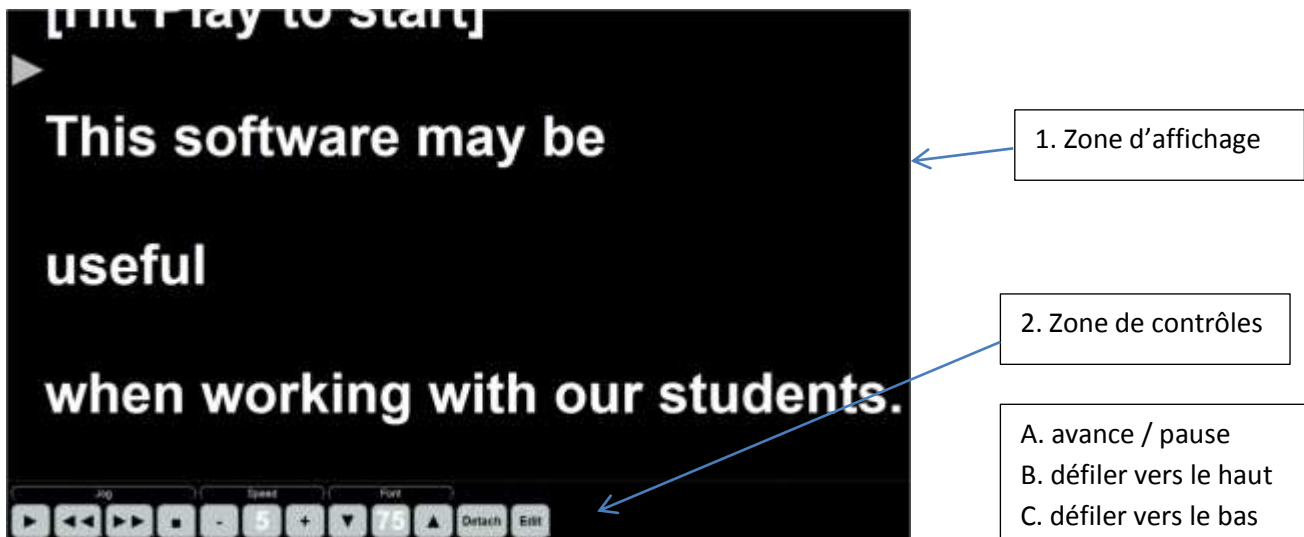 [Hit Play to start]
This software may be
useful
when working with our students.
Jog Speed Font
- 5 + 75 Detach Edit
1. Zone d’affichage
2. Zone de contrôles
A. avance / pause
B. défiler vers le haut
C. défiler vers le bas